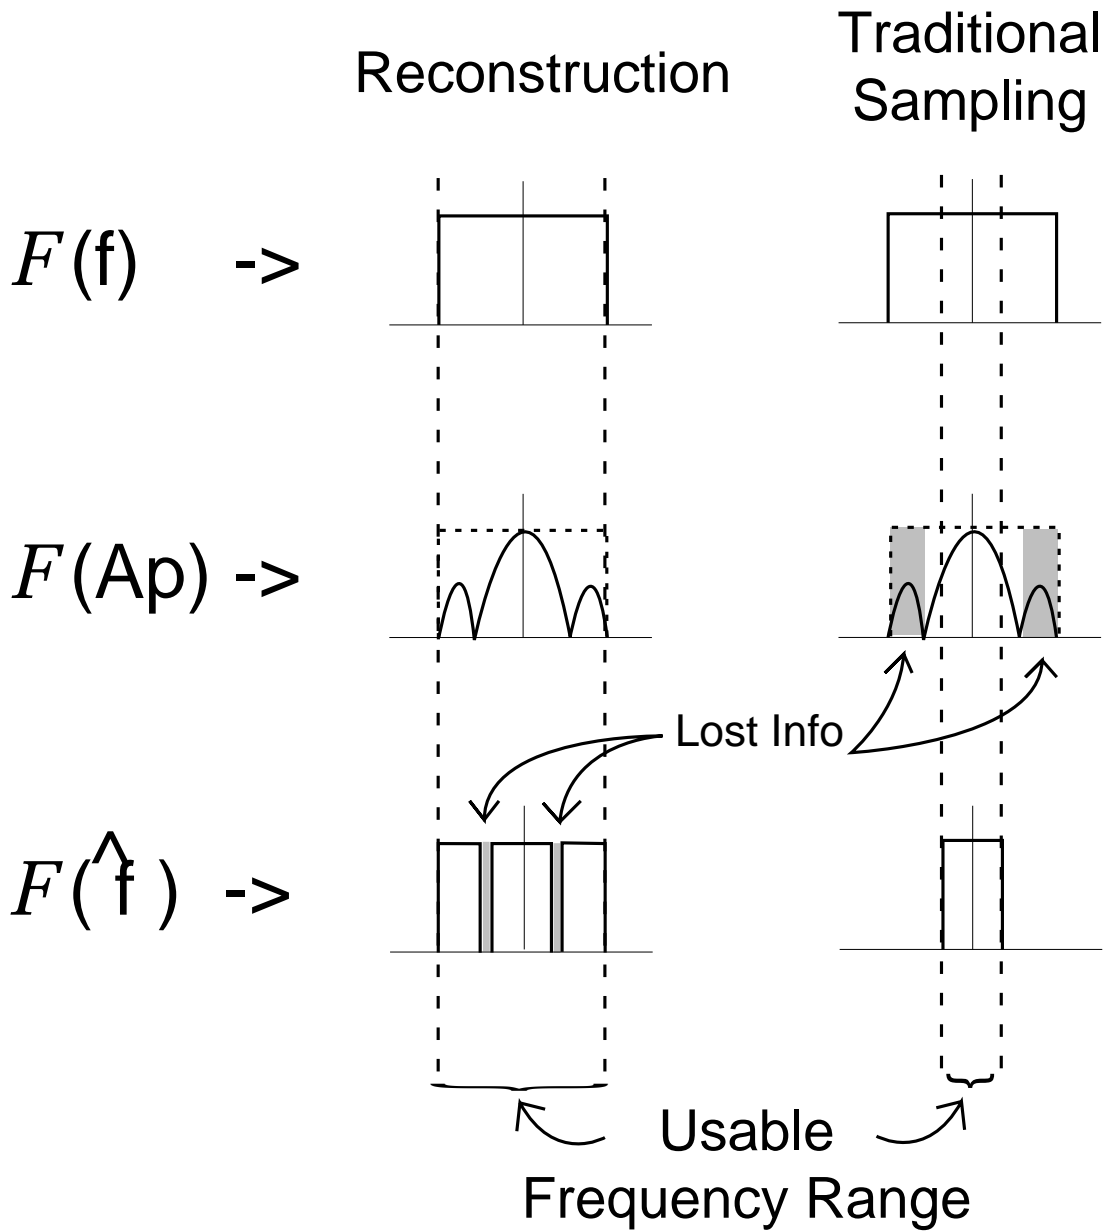 Reconstruction
Traditional
Sampling
F(f) ->
F(Ap) ->
Lost Info
F(f̂) ->
Usable
Frequency Range